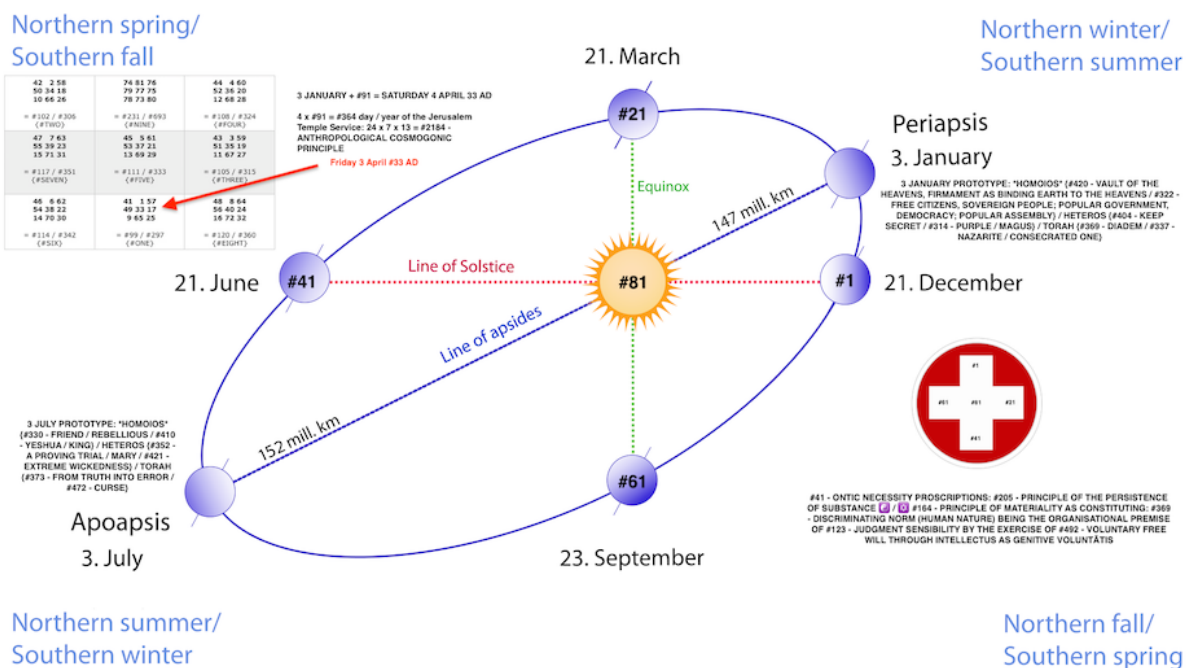 Northern spring/
Southern fall
Northern winter/
Southern summer
21. March
42 2 58
50 34 18
10 66 26
= #102 / #306
{#TWO}
74 81 76
79 77 75
78 73 80
= #231 / #693
{#NINE}
44 4 60
52 36 20
12 68 28
= #108 / #324
{#FOUR}
47 7 63
55 39 23
15 71 31
= #117 / #351
{#SEVEN}
45 5 61
53 37 21
13 69 29
= #111 / #333
{#FIVE}
43 3 59
51 35 19
11 67 27
= #105 / #315
{#THREE}
46 6 62
54 38 22
14 70 30
= #114 / #342
{#SIX}
41 1 57
49 33 17
9 65 25
= #99 / #297
{#ONE}
48 8 64
56 40 24
16 72 32
= #120 / #360
{#EIGHT}
3 JANUARY + #91 = SATURDAY 4 APRIL 33 AD
4 x #91 = #364 day / year of the Jerusalem
Temple Service: 24 x 7 x 13 = #2184 -
ANTHROPOLOGICAL COSMOGONIC
PRINCIPLE
Friday 3 April #33 AD
#21
Periapsis
3. January
3 JANUARY PROTOTYPE: *HOMOIOS* {#420 - VAULT OF THE
HEAVENS, FIRMAMENT AS BINDING EARTH TO THE HEAVENS / #322 -
FREE CITIZENS, SOVEREIGN PEOPLE; POPULAR GOVERNMENT,
DEMOCRACY; POPULAR ASSEMBLY} / HETEROS {#404 - KEEP
SECRET / #314 - PURPLE / MAGUS} / TORAH {#369 - DIADEM / #337 -
NAZARITE / CONSECRATED ONE}
Equinox
147 mill. km
21. June
#41
Line of Solstice
#81
#1
21. December
Line of apsides
#1
#61
#81
#21
#41
3 JULY PROTOTYPE: *HOMOIOS*
{#330 - FRIEND / REBELLIOUS / #410
- YESHUA / KING} / HETEROS {#352 -
A PROVING TRIAL / MARY / #421 -
EXTREME WICKEDNESS} / TORAH
{#373 - FROM TRUTH INTO ERROR /
#472 - CURSE}
152 mill. km
#61
Apoapsis
3. July
23. September
#41 - ONTIC NECESSITY PROSCRIPTIONS: #205 - PRINCIPLE OF THE PERSISTENCE
OF SUBSTANCE / #164 - PRINCIPLE OF MATERIALITY AS CONSTITUTING: #369
- DISCRIMINATING NORM (HUMAN NATURE) BEING THE ORGANISATIONAL PREMISE
OF #123 - JUDGMENT SENSIBILITY BY THE EXERCISE OF #492 - VOLUNTARY FREE
WILL THROUGH INTELLECTUS AS GENITIVE VOLUNTĀTIS
Northern summer/
Southern winter
Northern fall/
Southern spring